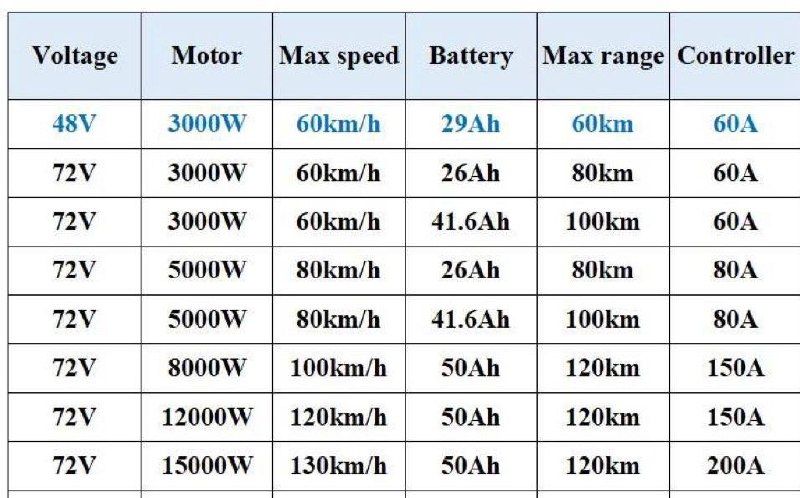 Voltage Motor Max speed Battery Max range Controller
48V 3000W 60km/h 29Ah 60km 60A
72V 3000W 60km/h 26Ah 80km 60A
72V 3000W 60km/h 41.6Ah 100km 60A
72V 5000W 80km/h 26Ah 80km 80A
72V 5000W 80km/h 41.6Ah 100km 80A
72V 8000W 100km/h 50Ah 120km 150A
72V 12000W 120km/h 50Ah 120km 150A
72V 15000W 130km/h 50Ah 120km 200A